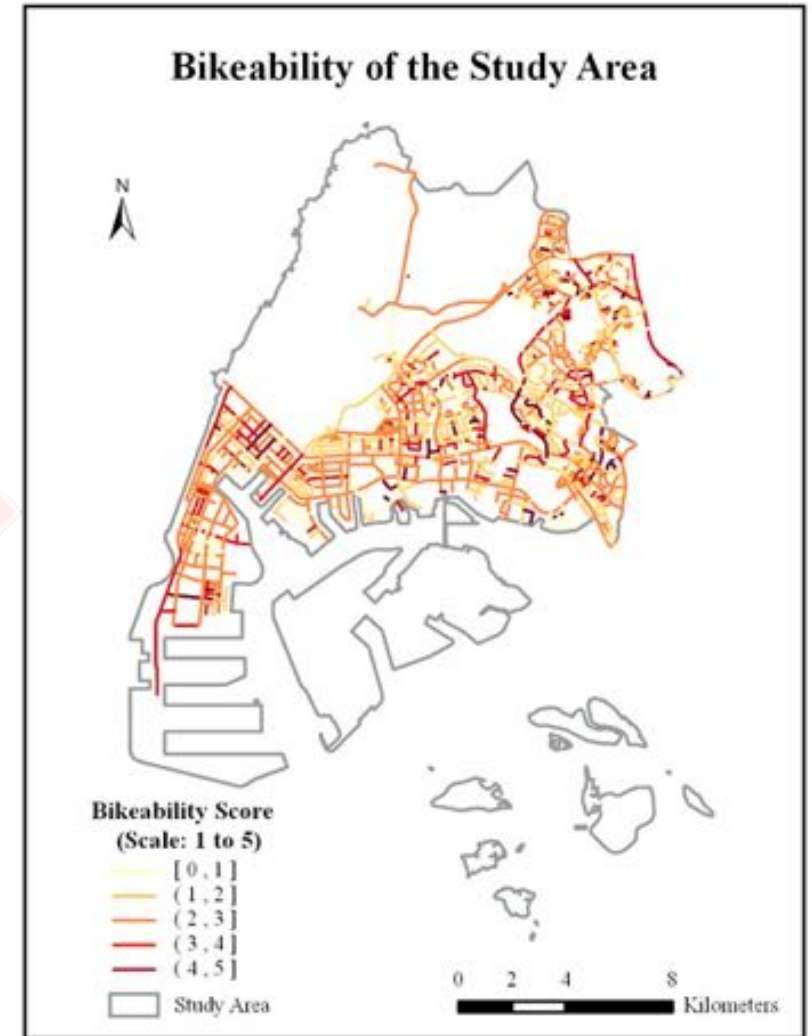 Bikeability of the Study Area
N
Bikeability Score
(Scale: 1 to 5)
[ 0 , 1 ]
( 1 , 2 ]
( 2 , 3 ]
( 3 , 4 ]
( 4 , 5 ]
Study Area
0 2 4 8
Kilometers